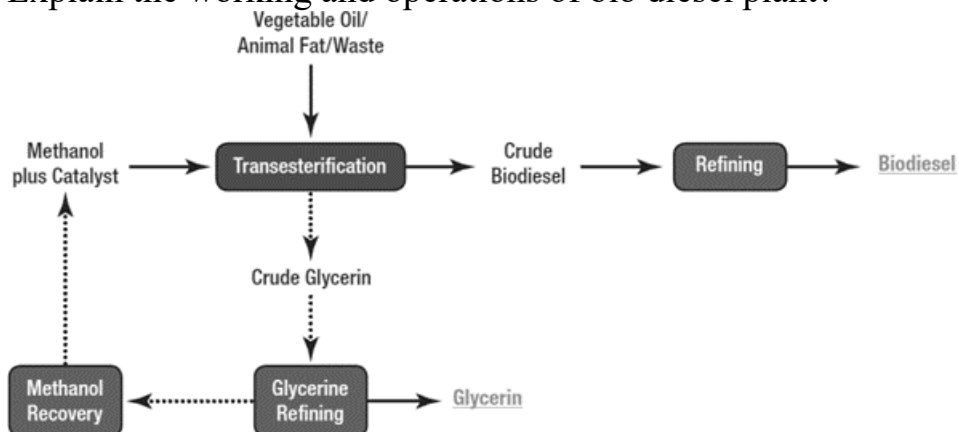 Explain the working and operations of bio diesel plant?
Vegetable Oil/
Animal Fat/Waste
Methanol
plus Catalyst
Transesterification
Crude
Biodiesel
Refining
Biodiesel
Crude Glycerin
Methanol
Recovery
Glycerine
Refining
Glycerin